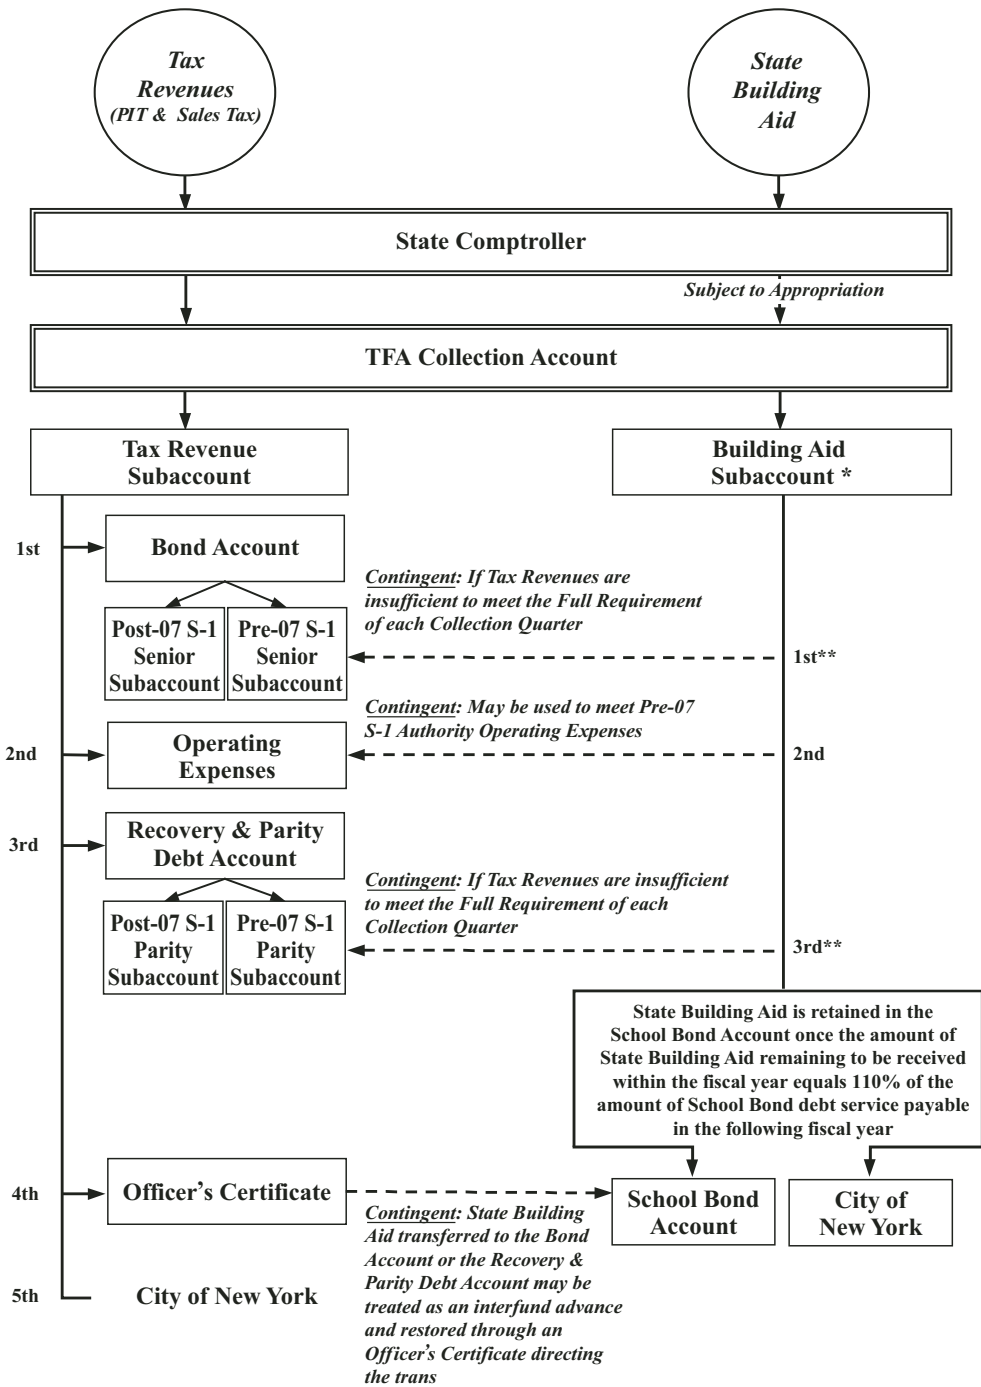 Tax
Revenues
(PIT & Sales Tax)
State
Building
Aid
State Comptroller
Subject to Appropriation
TFA Collection Account
Tax Revenue
Subaccount
Building Aid
Subaccount *
1st
Bond Account
Contingent: If Tax Revenues are
insufficient to meet the Full Requirement
of each Collection Quarter
Post-07 S-1
Senior
Subaccount
Pre-07 S-1
Senior
Subaccount
1st**
Contingent: May be used to meet Pre-07
S-1 Authority Operating Expenses
2nd
Operating
Expenses
2nd
3rd
Recovery & Parity
Debt Account
Contingent: If Tax Revenues are insufficient
to meet the Full Requirement of each
Collection Quarter
Post-07 S-1
Parity
Subaccount
Pre-07 S-1
Parity
Subaccount
3rd**
State Building Aid is retained in the
School Bond Account once the amount of
State Building Aid remaining to be received
within the fiscal year equals 110% of the
amount of School Bond debt service payable
in the following fiscal year
4th
Officer's Certificate
School Bond
Account
City of
New York
Contingent: State Building
Aid transferred to the Bond
Account or the Recovery &
Parity Debt Account may be
treated as an interfund advance
and restored through an
Officer's Certificate directing
the trans
5th
City of New York